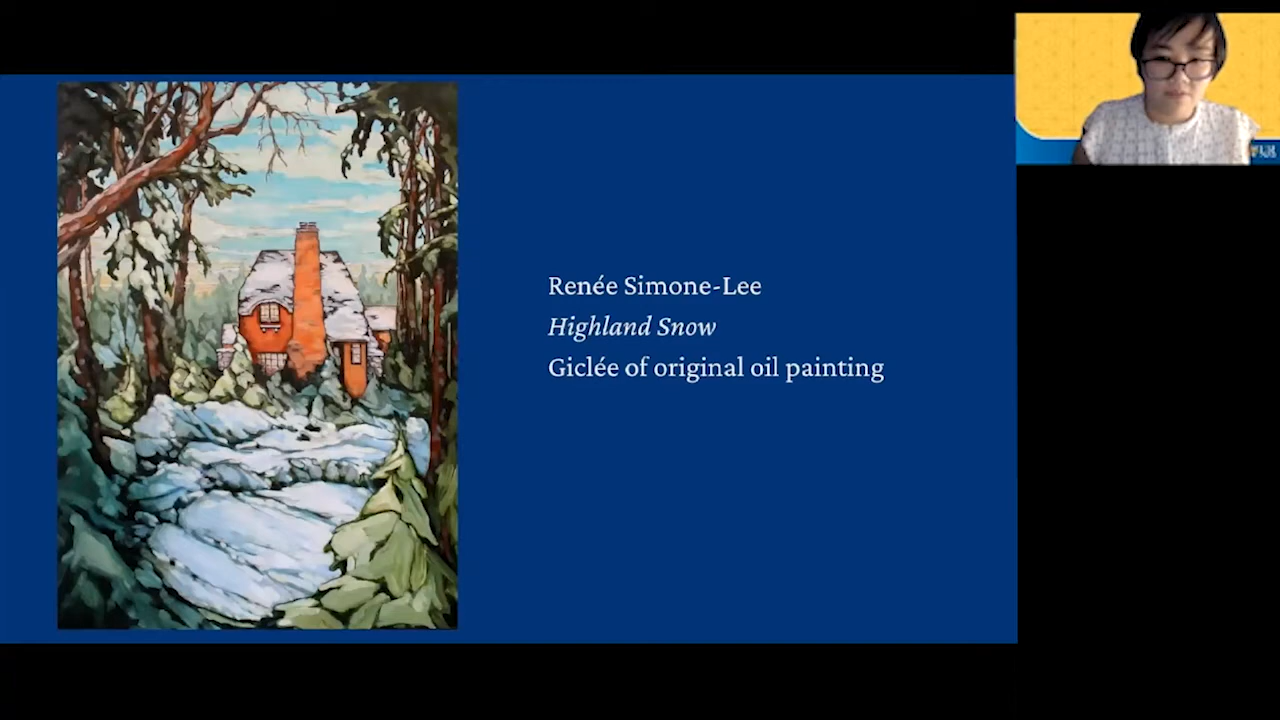 Renée Simone-Lee
Highland Snow
Giclée of original oil painting